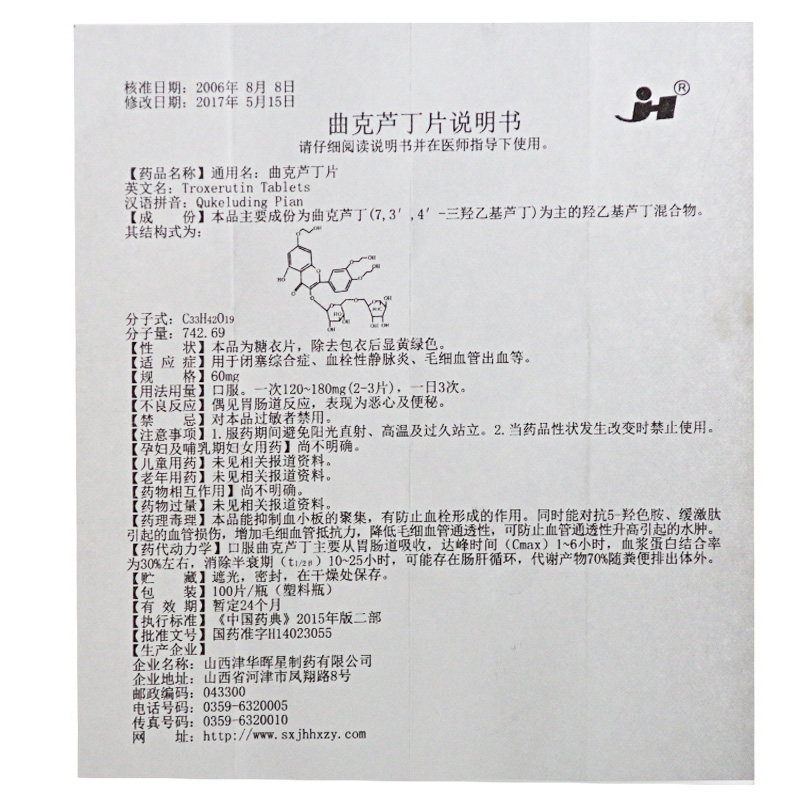 核准日期：2006年 8月 8日
修改日期：2017年 5月15日
JH®
曲克芦丁片说明书
请仔细阅读说明书并在医师指导下使用。
【药品名称】通用名：曲克芦丁片
英文名：Troxerutin Tablets
汉语拼音：Qukeluding Pian
【成　　份】本品主要成份为曲克芦丁(7,3′,4′-三羟乙基芦丁)为主的羟乙基芦丁混合物。
其结构式为：
分子式：C33H42O19
分子量：742.69
【性　　状】本品为糖衣片，除去包衣后显黄绿色。
【适 应 症】用于闭塞综合症、血栓性静脉炎、毛细血管出血等。
【规　　格】60mg
【用法用量】口服。一次120~180mg(2-3片)，一日3次。
【不良反应】偶见胃肠道反应，表现为恶心及便秘。
【禁　　忌】对本品过敏者禁用。
【注意事项】1.服药期间避免阳光直射、高温及过久站立。2.当药品性状发生改变时禁止使用。
【孕妇及哺乳期妇女用药】尚不明确。
【儿童用药】未见相关报道资料。
【老年用药】未见相关报道资料。
【药物相互作用】尚不明确。
【药物过量】未见相关报道资料。
【药理毒理】本品能抑制血小板的聚集，有防止血栓形成的作用。同时能对抗5-羟色胺、缓激肽
引起的血管损伤，增加毛细血管抵抗力，降低毛细血管通透性，可防止血管通透性升高引起的水肿。
【药代动力学】口服曲克芦丁主要从胃肠道吸收，达峰时间（Cmax）1~6小时，血浆蛋白结合率
为30%左右，消除半衰期（t1/2β）10~25小时，可能存在肠肝循环，代谢产物70%随粪便排出体外。
【贮　　藏】遮光，密封，在干燥处保存。
【包　　装】100片/瓶（塑料瓶）
【有 效 期】暂定24个月
【执行标准】《中国药典》2015年版二部
【批准文号】国药准字H14023055
【生产企业】
企业名称：山西津华晖星制药有限公司
企业地址：山西省河津市凤翔路8号
邮政编码：043300
电话号码：0359-6320005
传真号码：0359-6320010
网　　址：http://www.sxjhhxzy.com